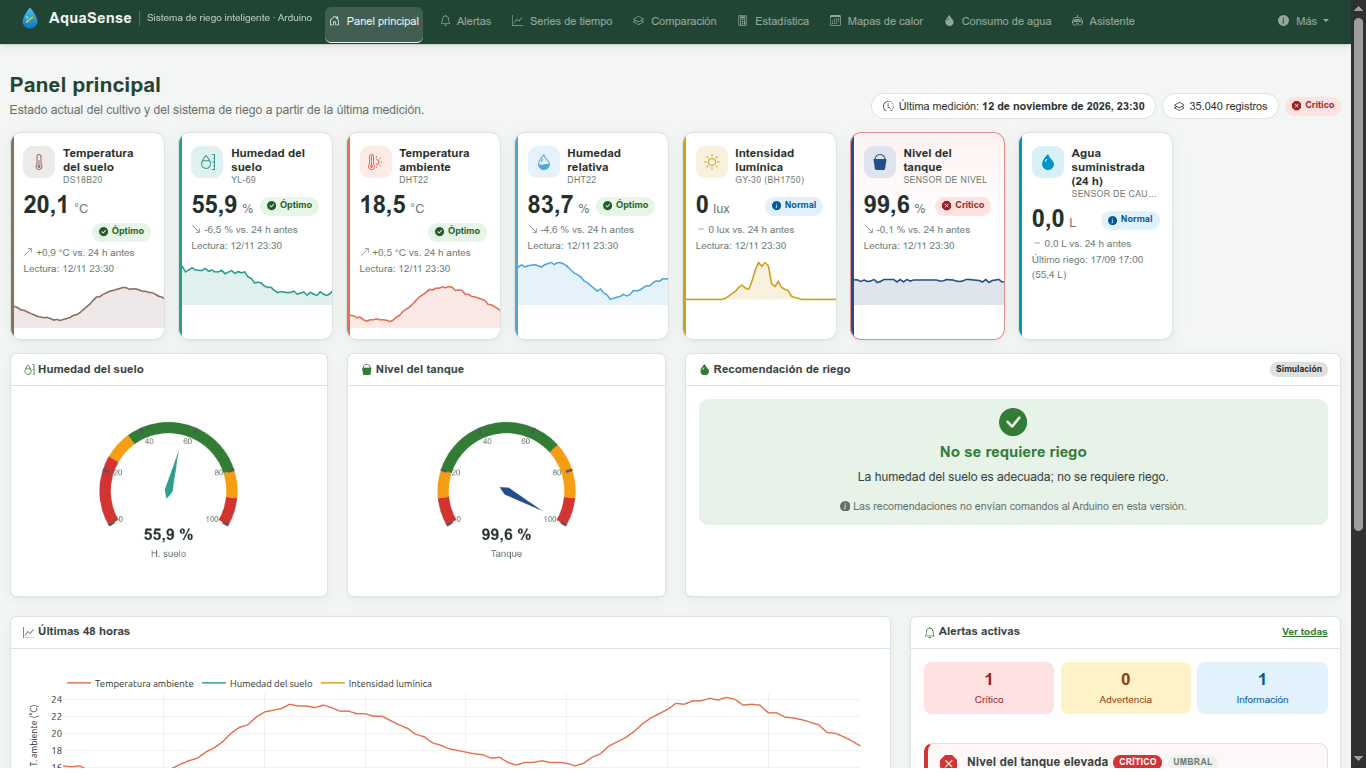 AquaSense
Sistema de riego inteligente · Arduino
Panel principal
Alertas
Series de tiempo
Comparación
Estadística
Mapas de calor
Consumo de agua
Asistente
Más
Panel principal
Estado actual del cultivo y del sistema de riego a partir de la última medición.
Última medición: 12 de noviembre de 2026, 23:30
35.040 registros
Crítico
Temperatura
del suelo
DS18B20
20,1 °C
Óptimo
+0,9 °C vs. 24 h antes
Lectura: 12/11 23:30
Humedad del
suelo
YL-69
55,9 %
Óptimo
-6,5 % vs. 24 h antes
Lectura: 12/11 23:30
Temperatura
ambiente
DHT22
18,5 °C
Óptimo
+0,5 °C vs. 24 h antes
Lectura: 12/11 23:30
Humedad
relativa
DHT22
83,7 %
Óptimo
-4,6 % vs. 24 h antes
Lectura: 12/11 23:30
Intensidad
lumínica
GY-30 (BH1750)
0 lux
Normal
0 lux vs. 24 h antes
Lectura: 12/11 23:30
Nivel del
tanque
SENSOR DE NIVEL
99,6 %
Crítico
-0,1 % vs. 24 h antes
Lectura: 12/11 23:30
Agua
suministrada
(24 h)
SENSOR DE CAU...
0,0 L
Normal
0,0 L vs. 24 h antes
Último riego: 17/09 17:00
(55,4 L)
Humedad del suelo
0
20
40
60
80
100
55,9 %
H. suelo
Nivel del tanque
0
20
40
60
80
100
99,6 %
Tanque
Recomendación de riego
Simulación
No se requiere riego
La humedad del suelo es adecuada; no se requiere riego.
Las recomendaciones no envían comandos al Arduino en esta versión.
Últimas 48 horas
Temperatura ambiente
Humedad del suelo
Intensidad lumínica
T. ambiente (°C)
24
22
20
18
16
Alertas activas
Ver todas
1
Crítico
0
Advertencia
1
Información
Nivel del tanque elevada
CRÍTICO
UMBRAL